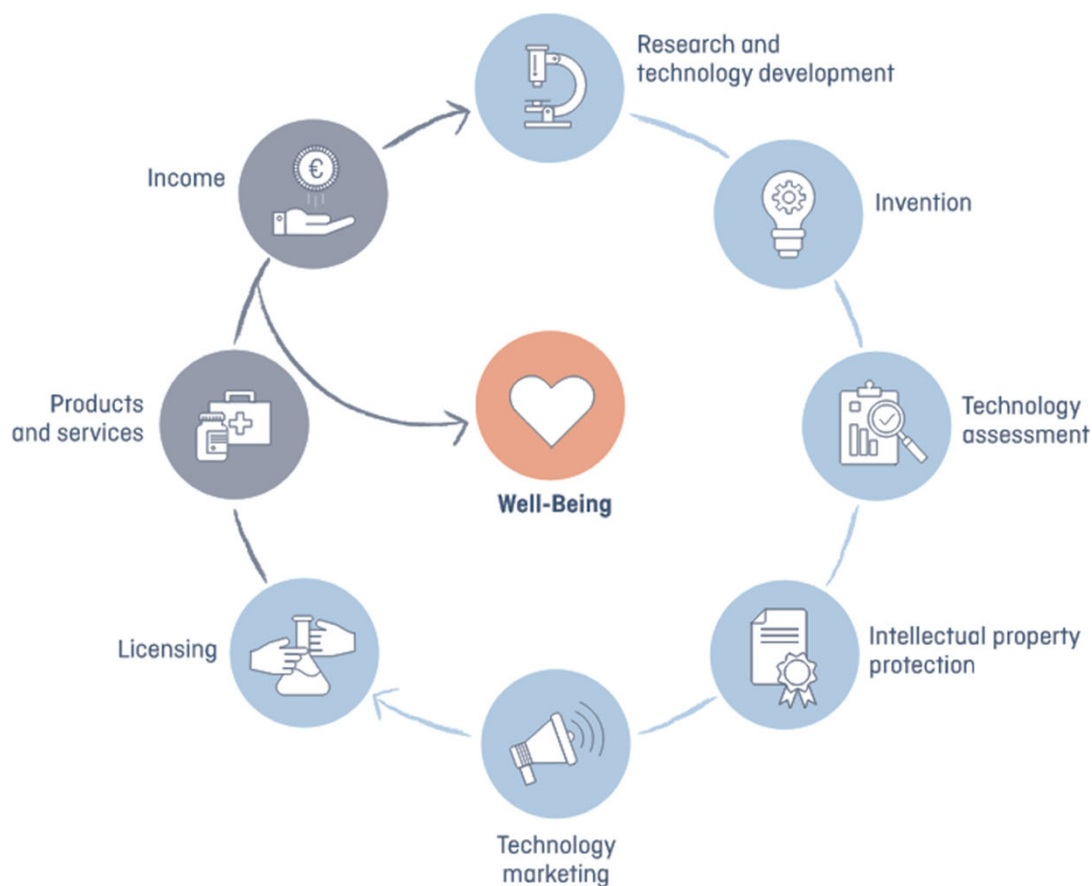 Research and
technology development
Invention
Technology
assessment
Intellectual property
protection
Technology
marketing
Licensing
Products
and services
Income
€
Well-Being